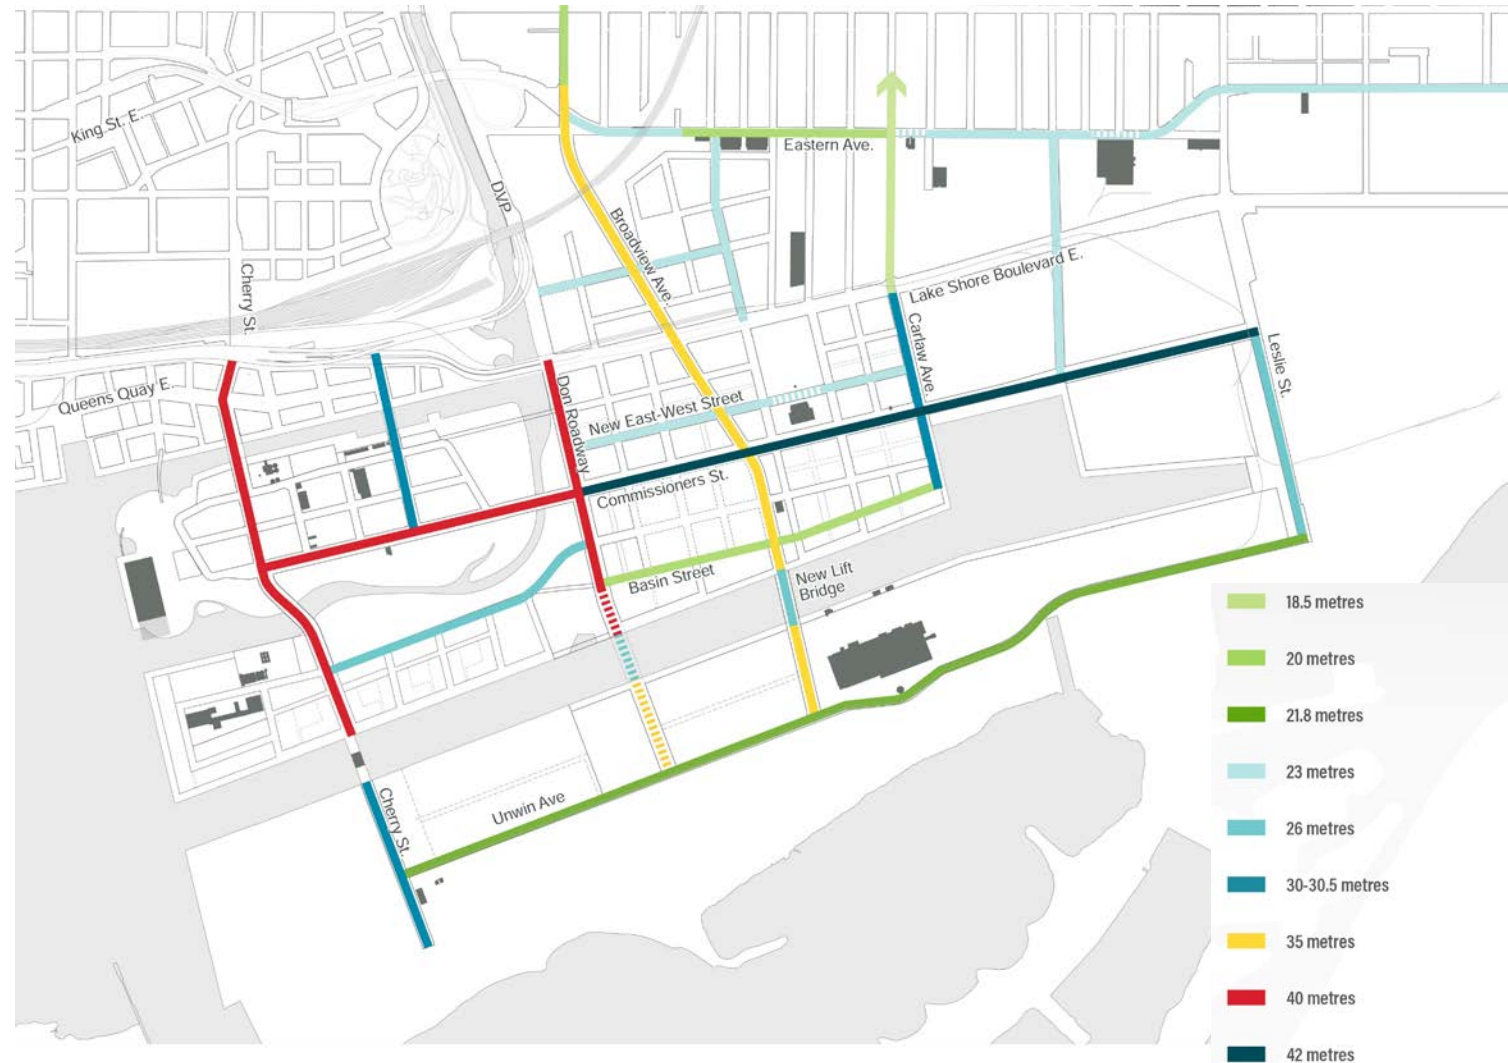 King St. E.
Eastern Ave.
DVP
Broadview Ave.
Cherry St.
Lake Shore Boulevard E.
Carlaw Ave.
Leslie St.
Queens Quay E.
Don Roadway
New East-West Street
Commissioners St.
Basin Street
New Lift
Bridge
Cherry St.
Unwin Ave
18.5 metres
20 metres
21.8 metres
23 metres
26 metres
30-30.5 metres
35 metres
40 metres
42 metres